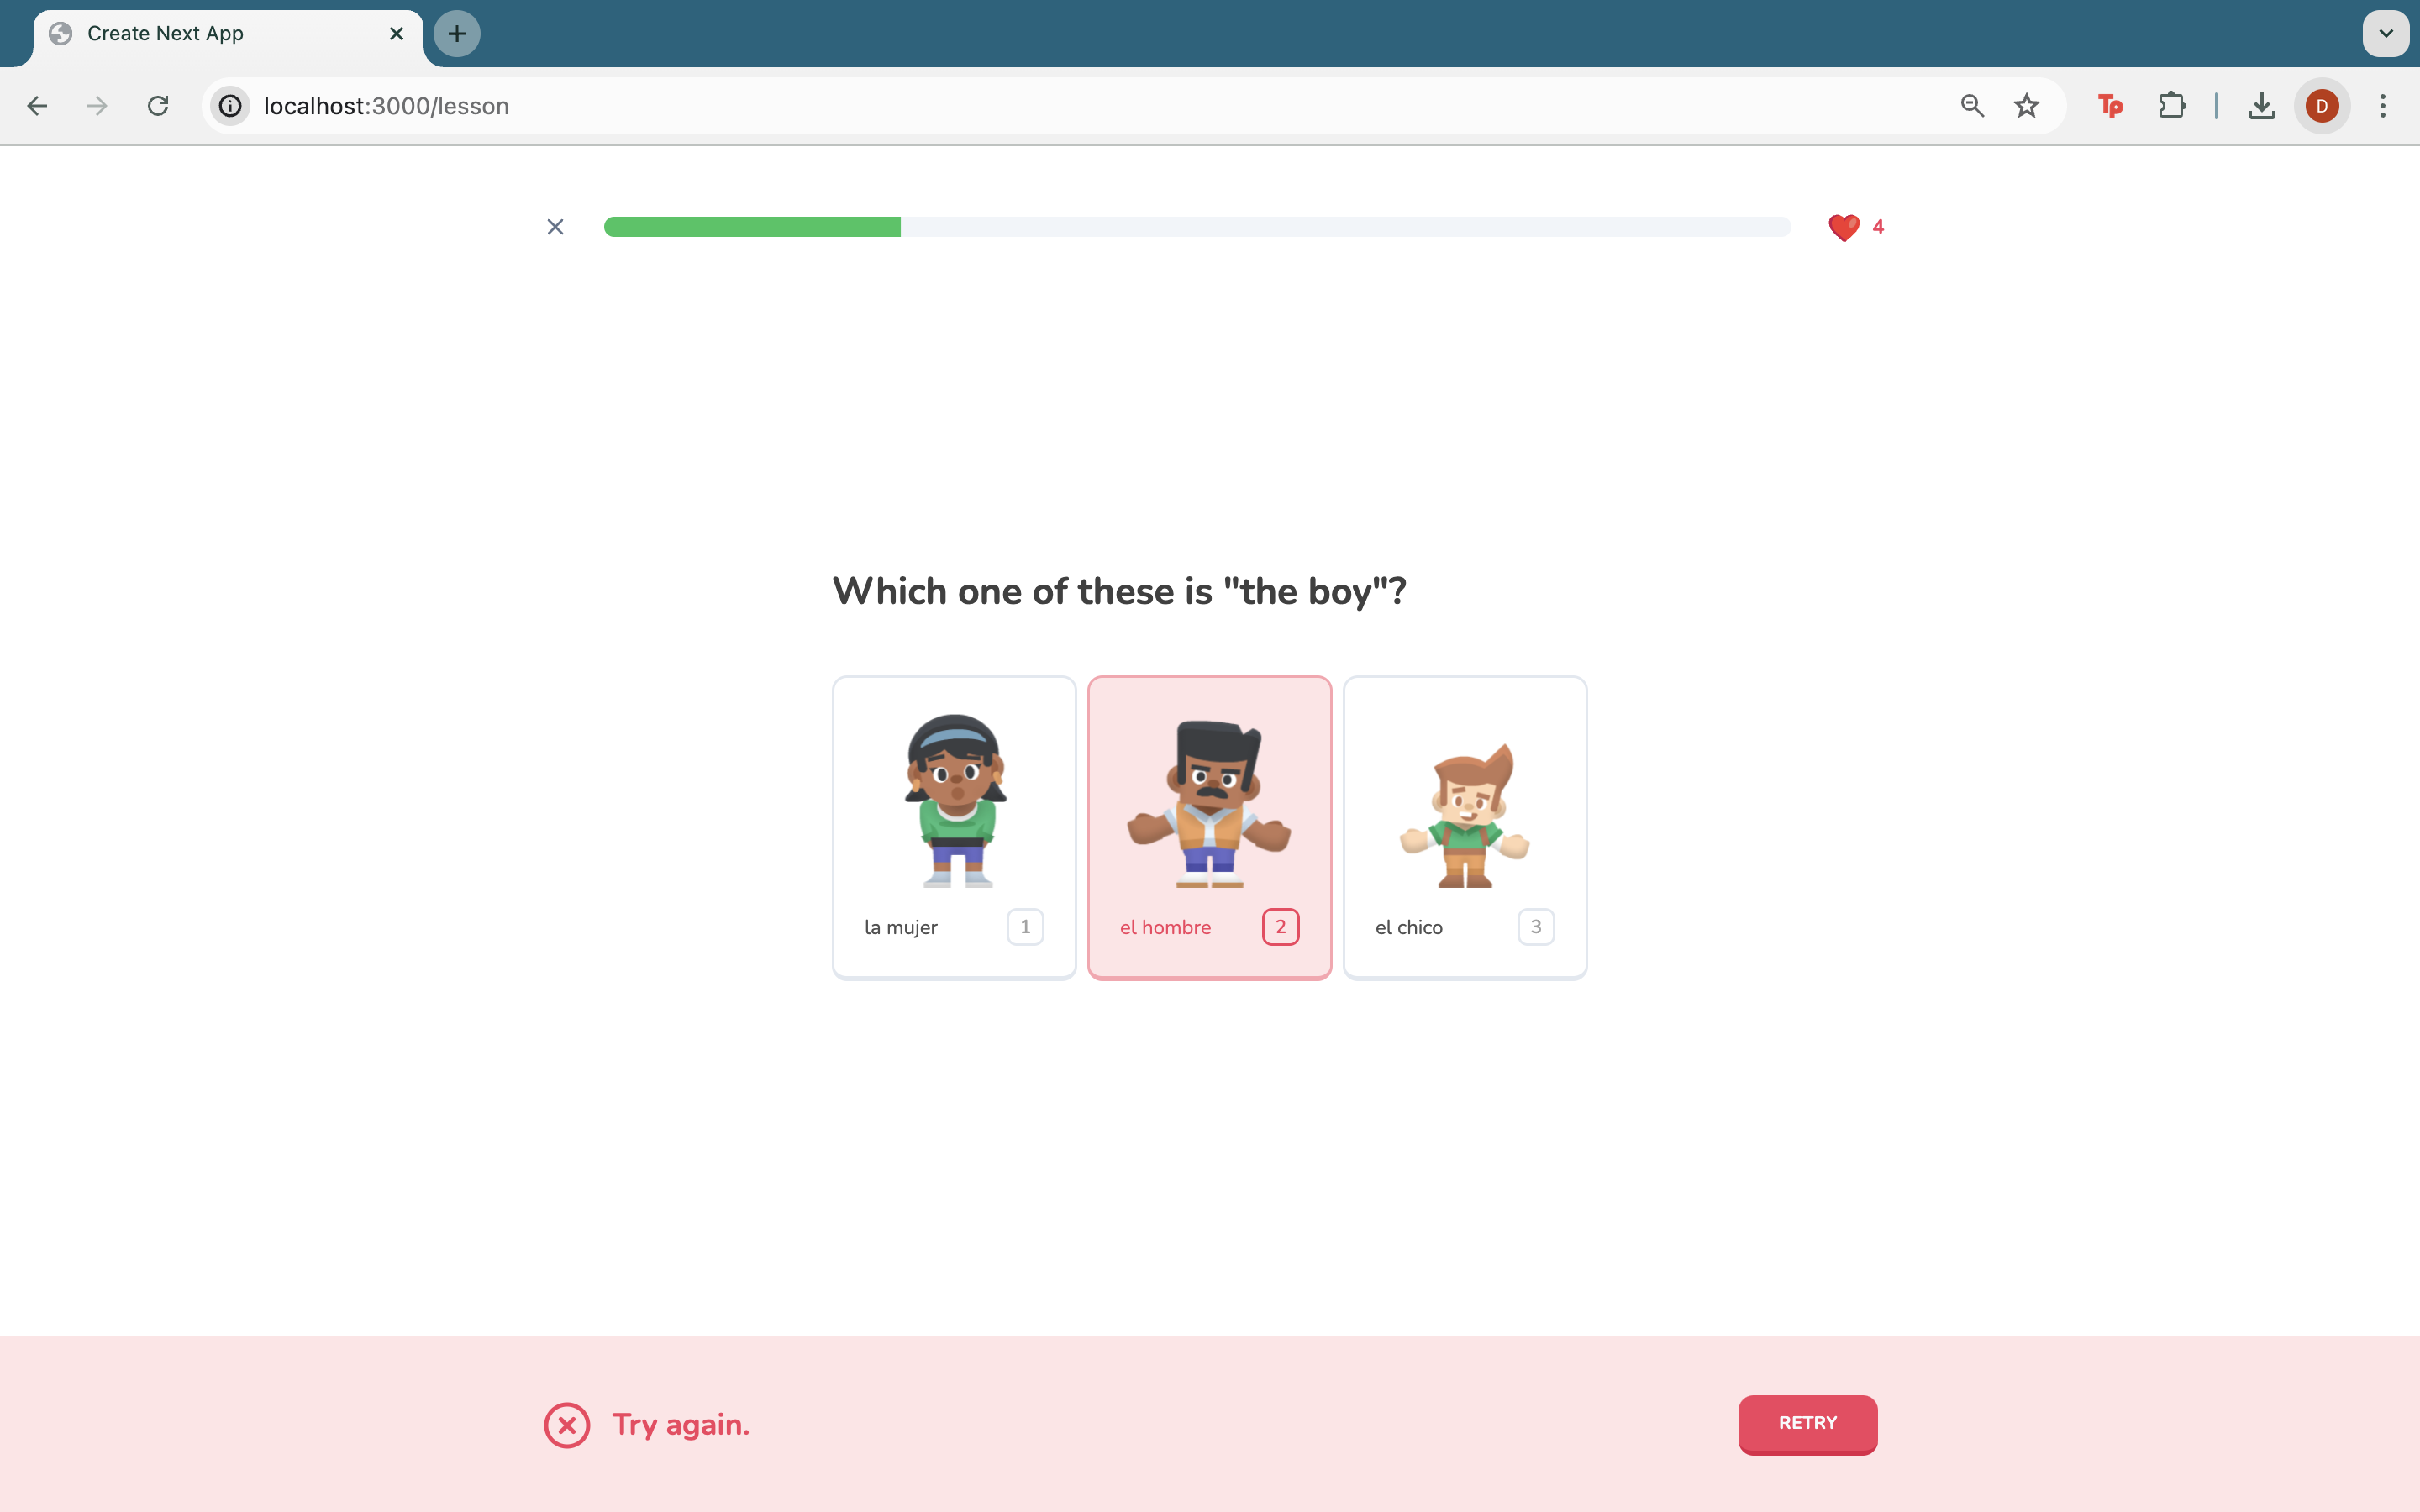 Create Next App
localhost:3000/lesson
Tp
D
4
Which one of these is "the boy"?
la mujer 1
el hombre 2
el chico 3
Try again.
RETRY